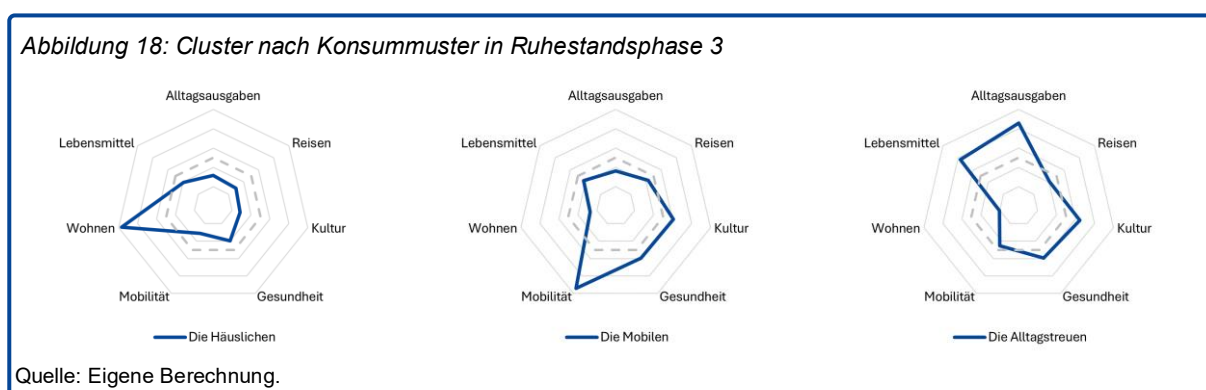 Abbildung 18: Cluster nach Konsummuster in Ruhestandsphase 3
Alltagsausgaben
Lebensmittel
Reisen
Wohnen
Kultur
Mobilität
Gesundheit
Die Häuslichen
Alltagsausgaben
Lebensmittel
Reisen
Wohnen
Kultur
Mobilität
Gesundheit
Die Mobilen
Alltagsausgaben
Lebensmittel
Reisen
Wohnen
Kultur
Mobilität
Gesundheit
Die Alltagstreuen
Quelle: Eigene Berechnung.